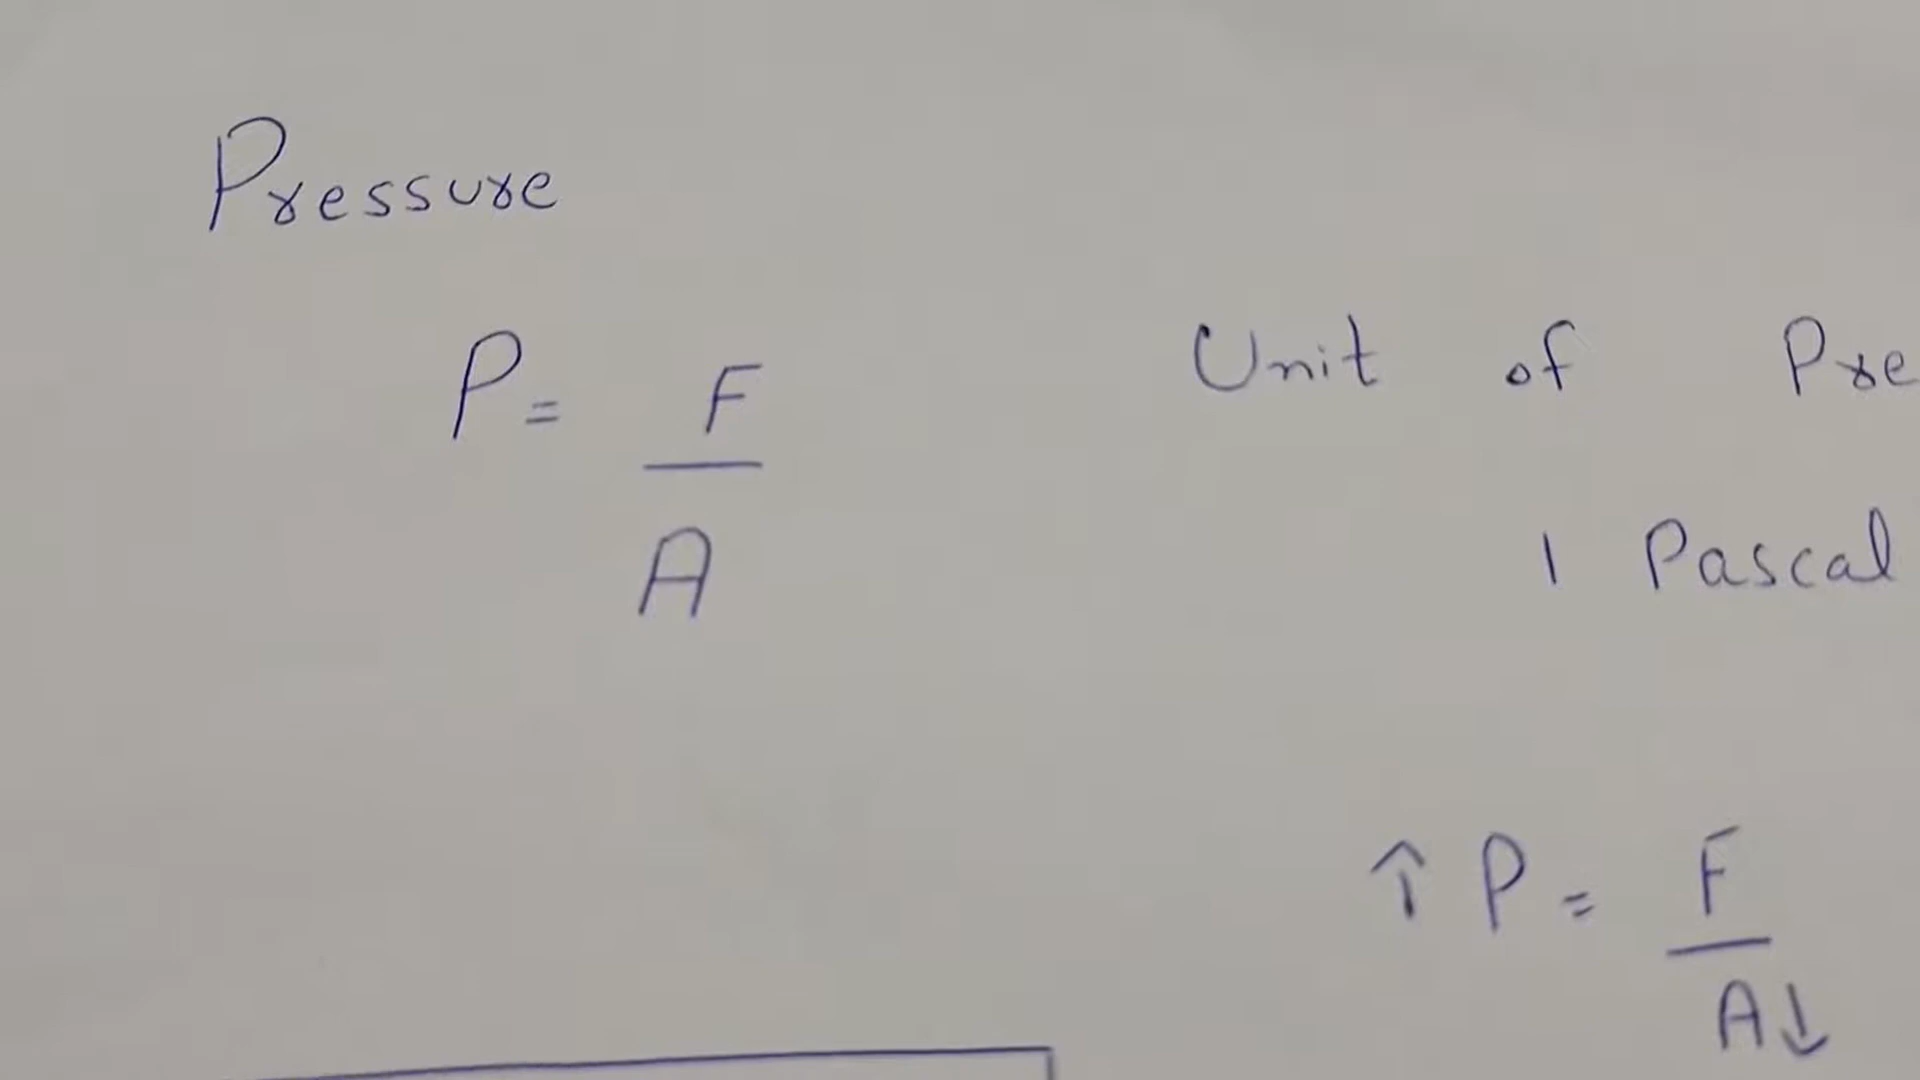 Pressure
P = F
A
Unit of Pre
1 Pascal
↑ P = F
A↓